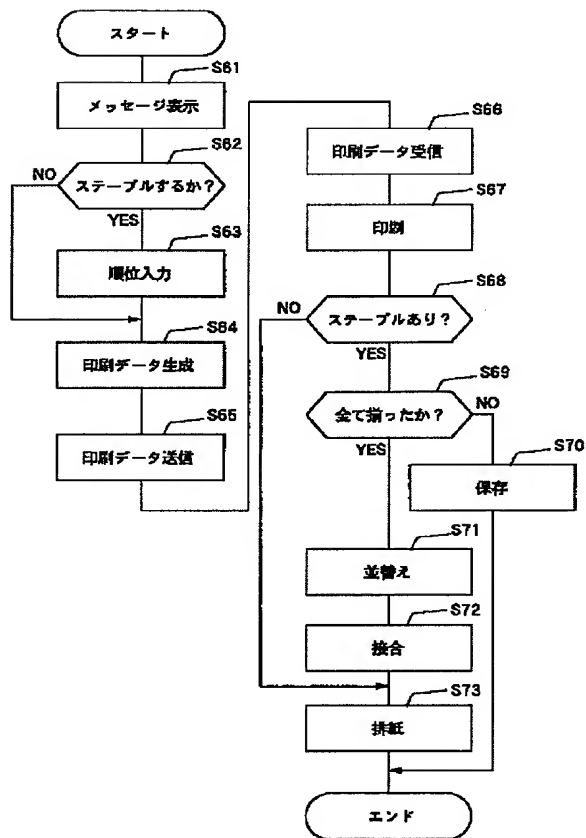 スタート
S61
メッセージ表示
S62
NO
ステープルするか?
YES
S63
順位入力
S64
印刷データ生成
S65
印刷データ送信
S66
印刷データ受信
S67
印刷
S68
NO
ステープルあり?
YES
S69
全て揃ったか?
NO
YES
S70
保存
S71
並替え
S72
接合
S73
排紙
エンド